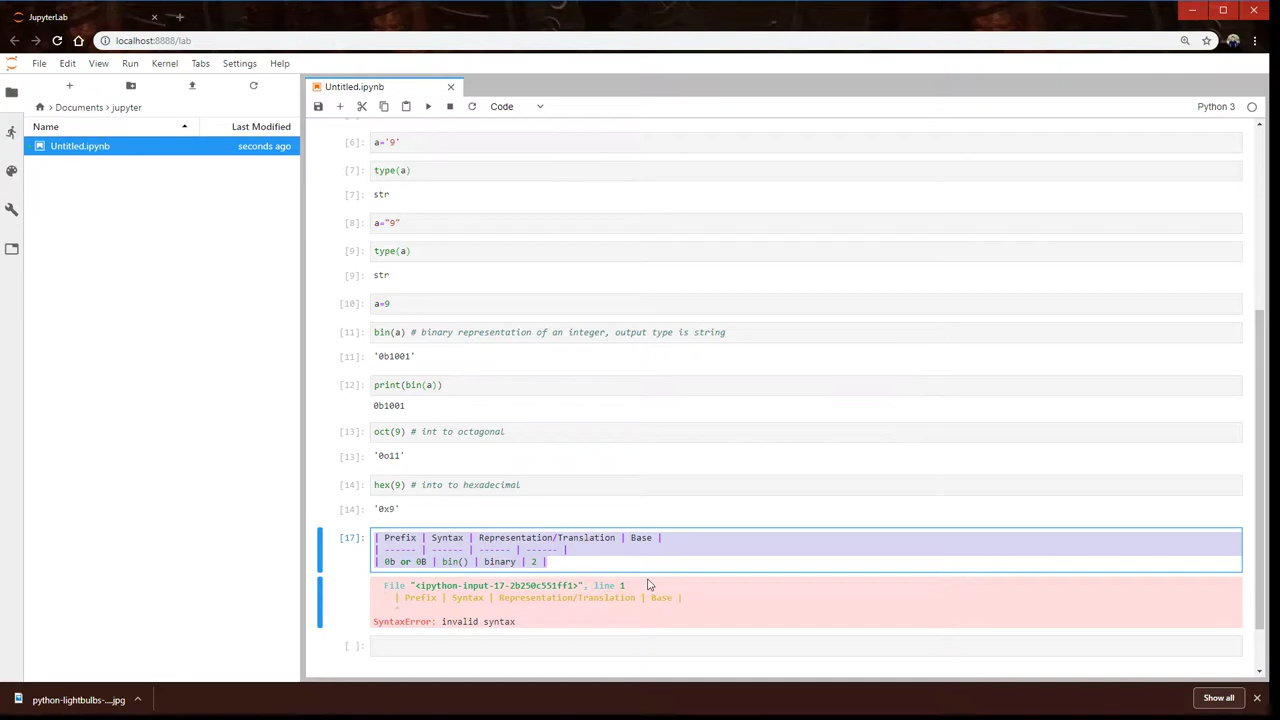 JupyterLab
localhost:8888/lab
File Edit View Run Kernel Tabs Settings Help
Untitled.ipynb
Code
Python 3
Documents jupyter
Name Last Modified
Untitled.ipynb seconds ago
[6]: a='9'
[7]: type(a)
[7]: str
[8]: a="9"
[9]: type(a)
[9]: str
[10]: a=9
[11]: bin(a) # binary representation of an integer, output type is string
[11]: '0b1001'
[12]: print(bin(a))
0b1001
[13]: oct(9) # int to octagonal
[13]: '0o11'
[14]: hex(9) # into to hexadecimal
[14]: '0x9'
[17]: | Prefix | Syntax | Representation/Translation | Base |
| ------ | ------ | ------ | ------ |
| 0b or 0B | bin() | binary | 2 |
File "<ipython-input-17-2b250c551ff1>", line 1
| Prefix | Syntax | Representation/Translation | Base |
^
SyntaxError: invalid syntax
[ ]:
python-lightbulbs-....jpg
Show all